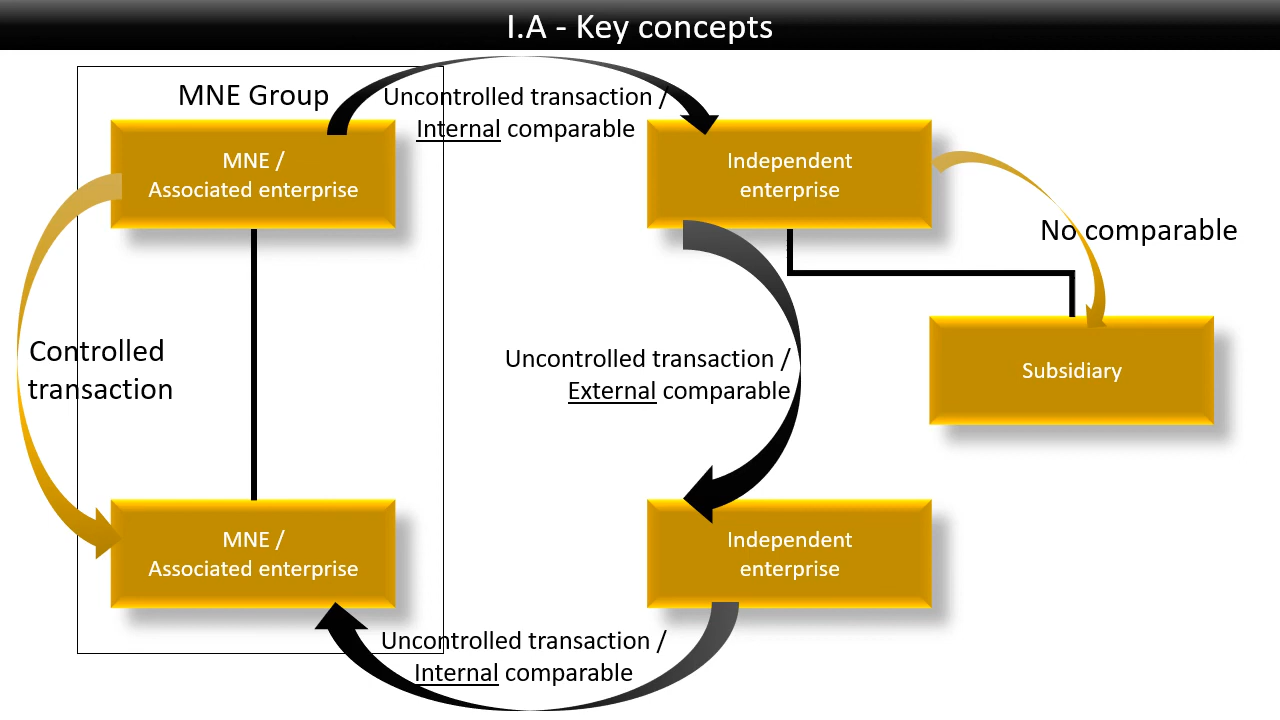 I.A - Key concepts
MNE Group
Uncontrolled transaction /
Internal comparable
MNE /
Associated enterprise
Independent
enterprise
No comparable
Controlled
transaction
Uncontrolled transaction /
External comparable
Subsidiary
MNE /
Associated enterprise
Independent
enterprise
Uncontrolled transaction /
Internal comparable